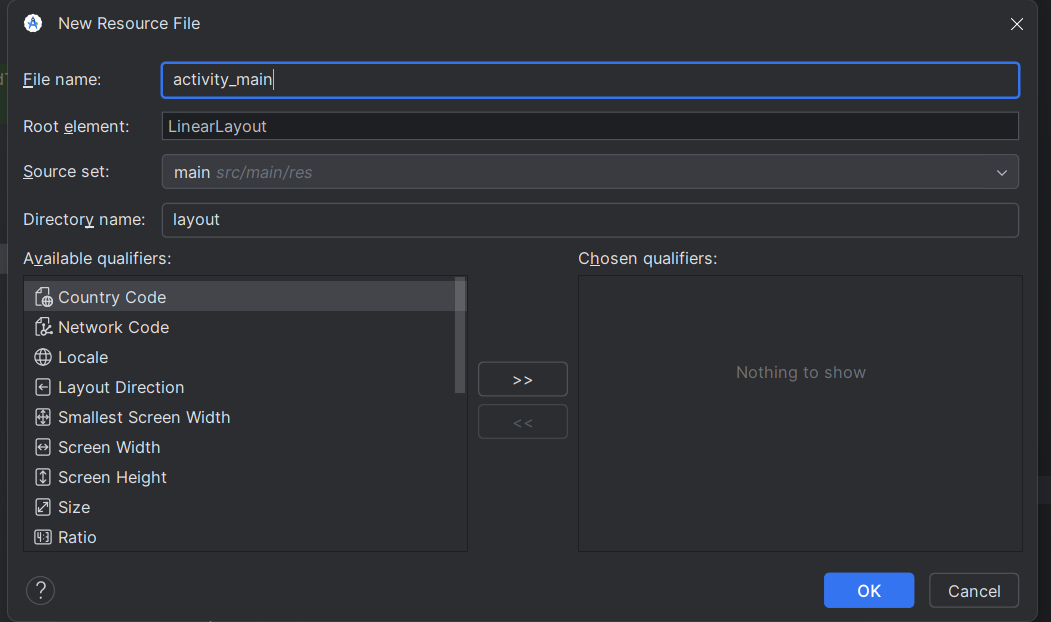 New Resource File
File name:
activity_main
Root element:
LinearLayout
Source set:
main src/main/res
Directory name:
layout
Available qualifiers:
Country Code
Network Code
Locale
Layout Direction
Smallest Screen Width
Screen Width
Screen Height
Size
Ratio
>>
<<
Chosen qualifiers:
Nothing to show
?
OK
Cancel